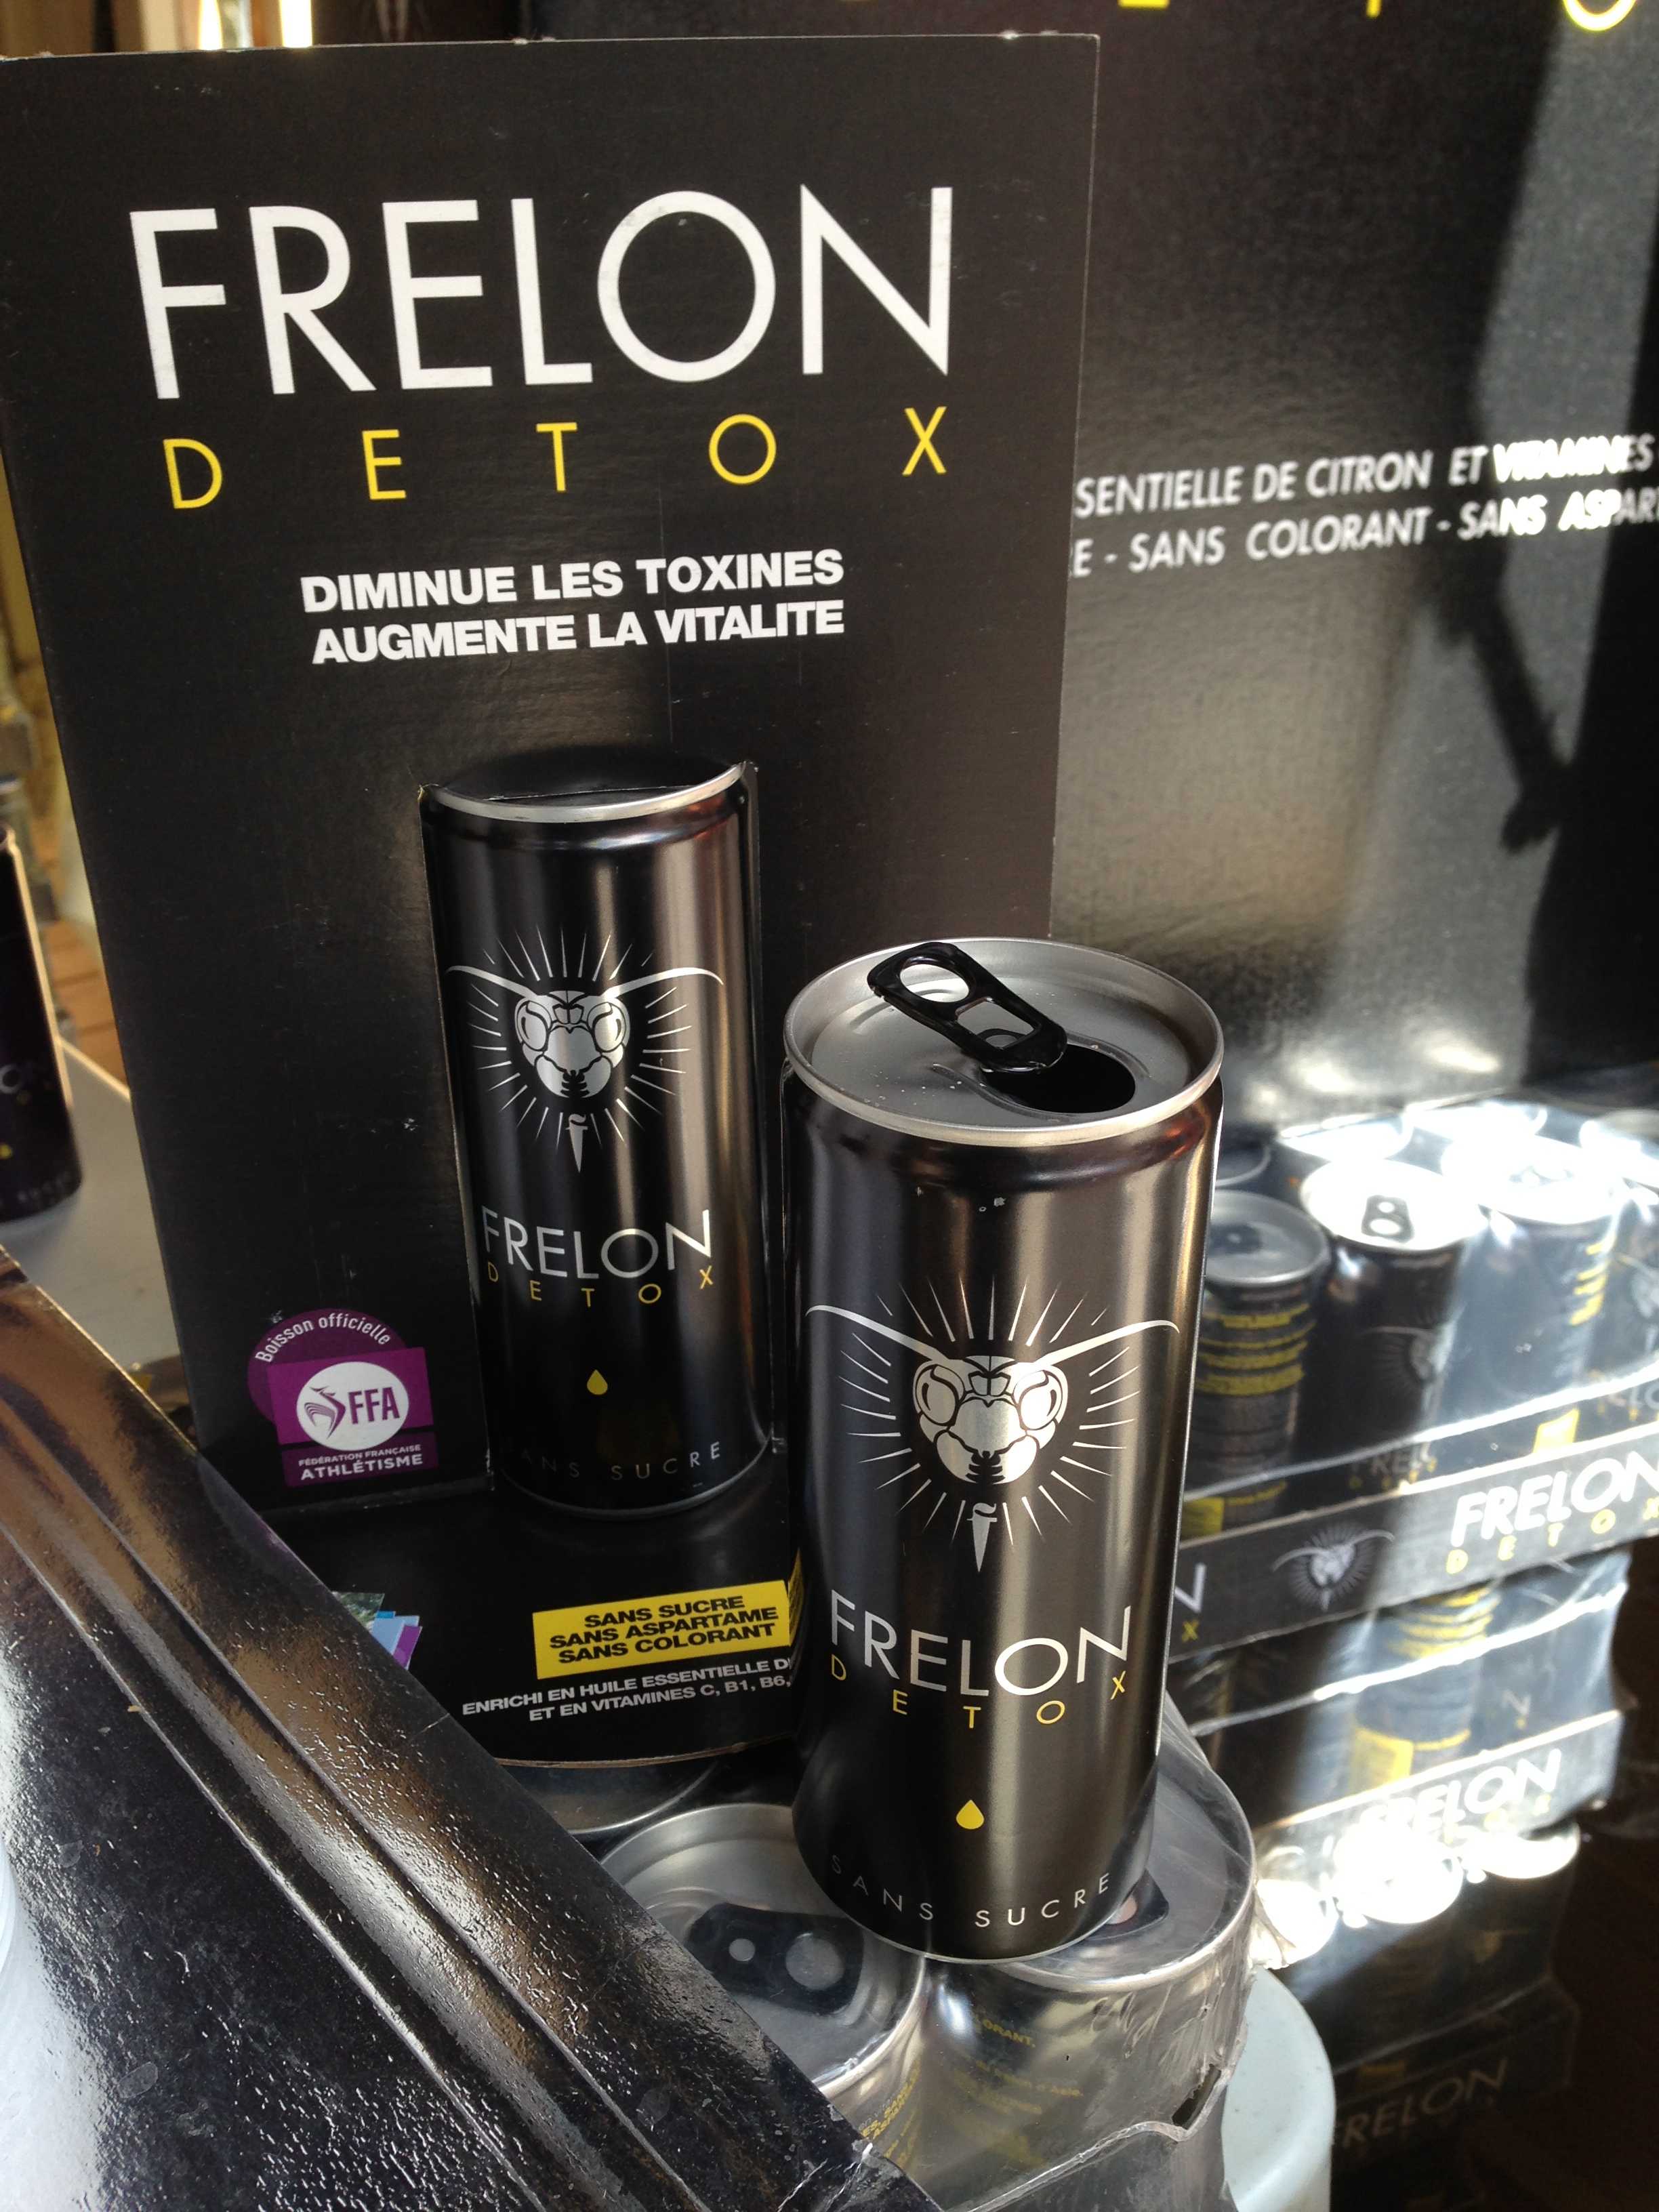 FRELON
DETOX
DIMINUE LES TOXINES
AUGMENTE LA VITALITE
DE CITRON ET VITAMINES
SANS COLORANT - SANS
FRELON
DETOX
SANS SUCRE
Boisson officielle
FFA
FÉDÉRATION FRANÇAISE
ATHLÉTISME
SANS SUCRE
SANS ASPARTAME
SANS COLORANT
ENRICHI EN HUILE ESSENTIELLE
ET EN VITAMINES C, B1, B6,
FRELON
DETOX
SANS SUCRE
FRELON
DETOX
FRELON
FRELON